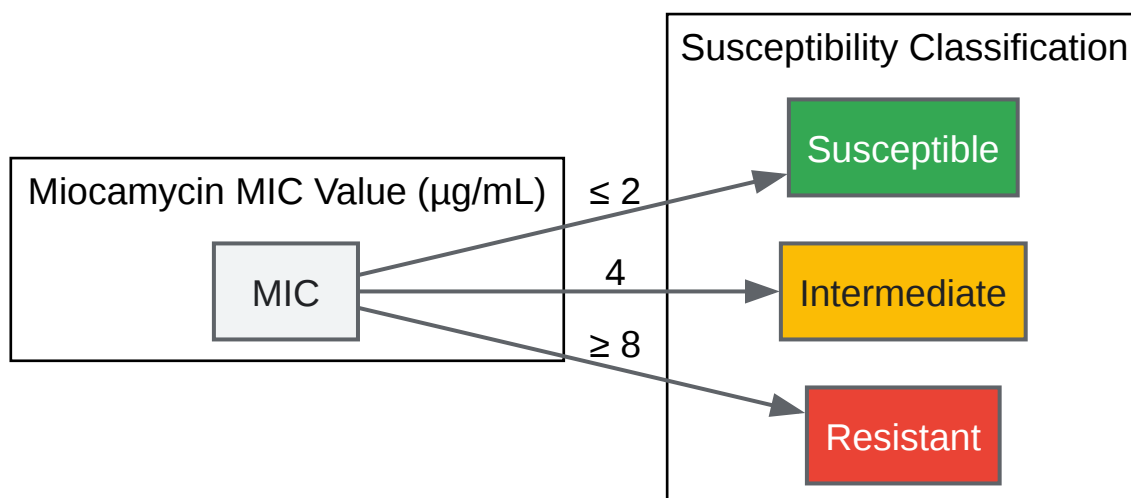 Susceptibility Classification
Susceptible
Miocamycin MIC Value (µg/mL)
≤ 2
MIC
4
Intermediate
≥ 8
Resistant